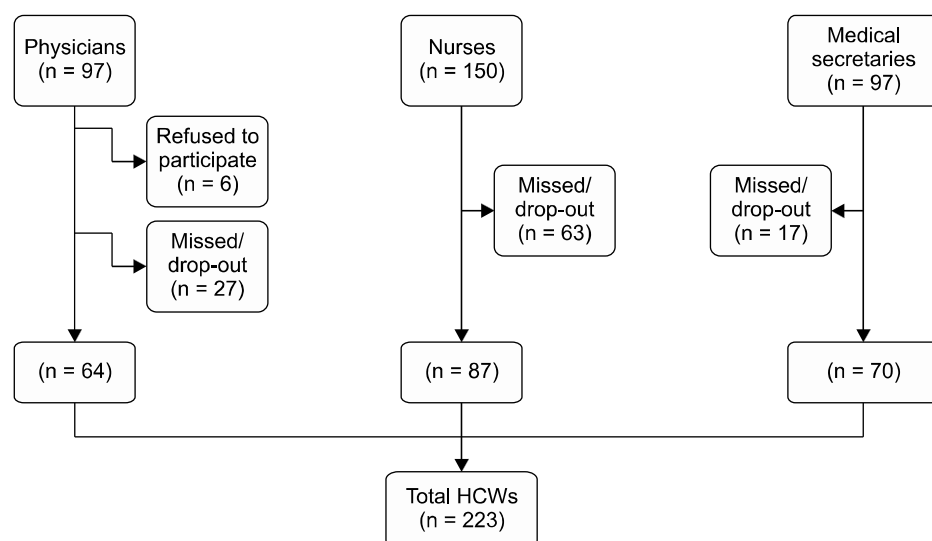 Physicians
(n = 97)
Nurses
(n = 150)
Medical
secretaries
(n = 97)
Refused to
participate
(n = 6)
Missed/
drop-out
(n = 27)
Missed/
drop-out
(n = 63)
Missed/
drop-out
(n = 17)
(n = 64)
(n = 87)
(n = 70)
Total HCWs
(n = 223)